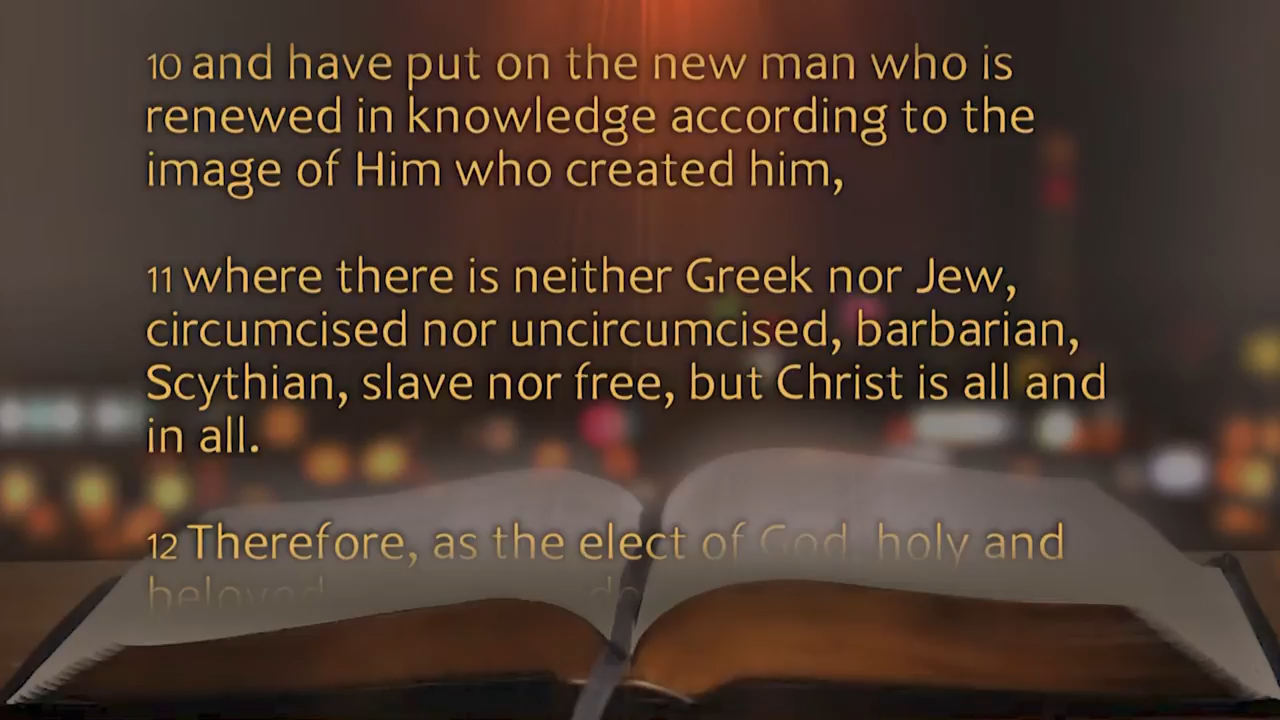 10 and have put on the new man who is
renewed in knowledge according to the
image of Him who created him,
11 where there is neither Greek nor Jew,
circumcised nor uncircumcised, barbarian,
Scythian, slave nor free, but Christ is all and
in all.
12 Therefore, as the elect of God holy and
beloved